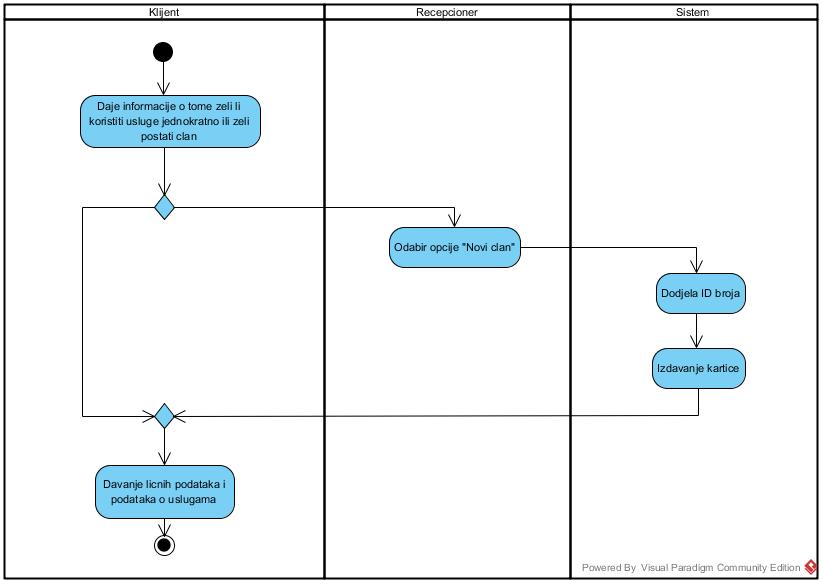 Klijent
Recepcioner
Sistem
Daje informacije o tome zeli li
koristiti usluge jednokratno ili zeli
postati clan
Odabir opcije "Novi clan"
Dodjela ID broja
Izdavanje kartice
Davanje licnih podataka i
podataka o uslugama
Powered By Visual Paradigm Community Edition